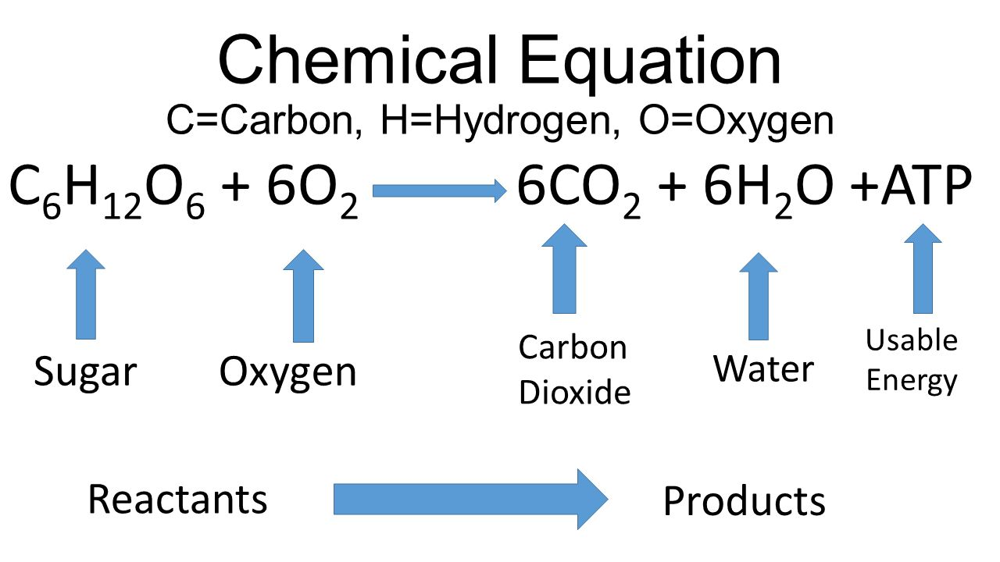 Chemical Equation
C=Carbon, H=Hydrogen, O=Oxygen
C₆H₁₂O₆ + 6O₂ 6CO₂ + 6H₂O +ATP
Sugar Oxygen Carbon Dioxide Water Usable Energy
Reactants Products